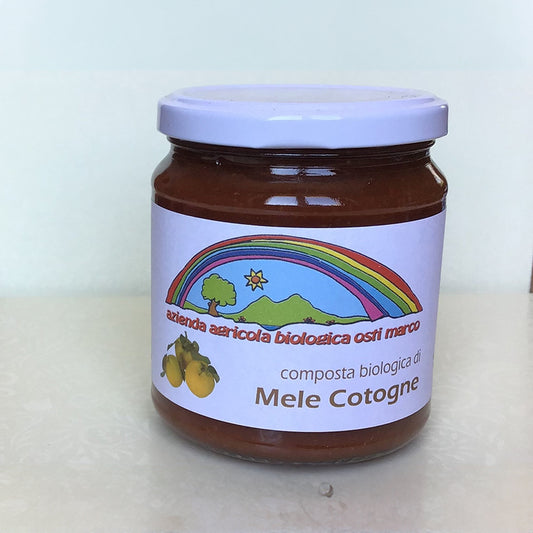 azienda agricola biologica osti marco
composta biologica di
Mele Cotogne